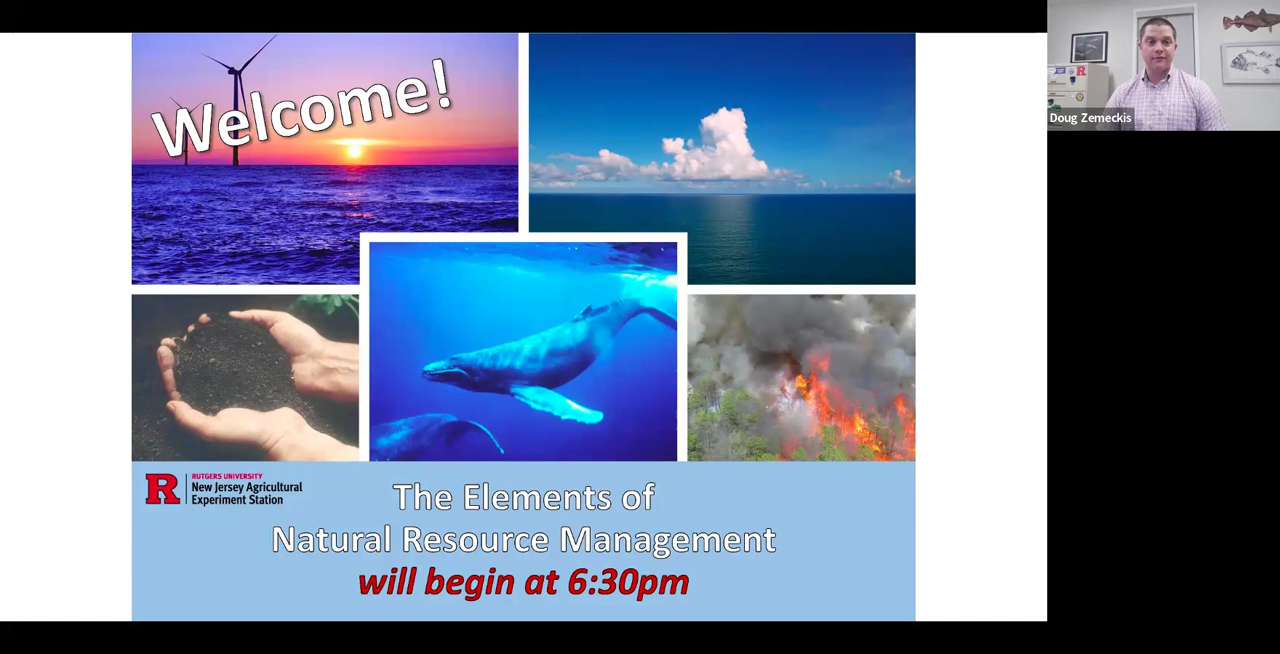 Welcome!
R
Doug Zemeckis
R
RUTGERS UNIVERSITY
New Jersey Agricultural
Experiment Station
The Elements of
Natural Resource Management
will begin at 6:30pm